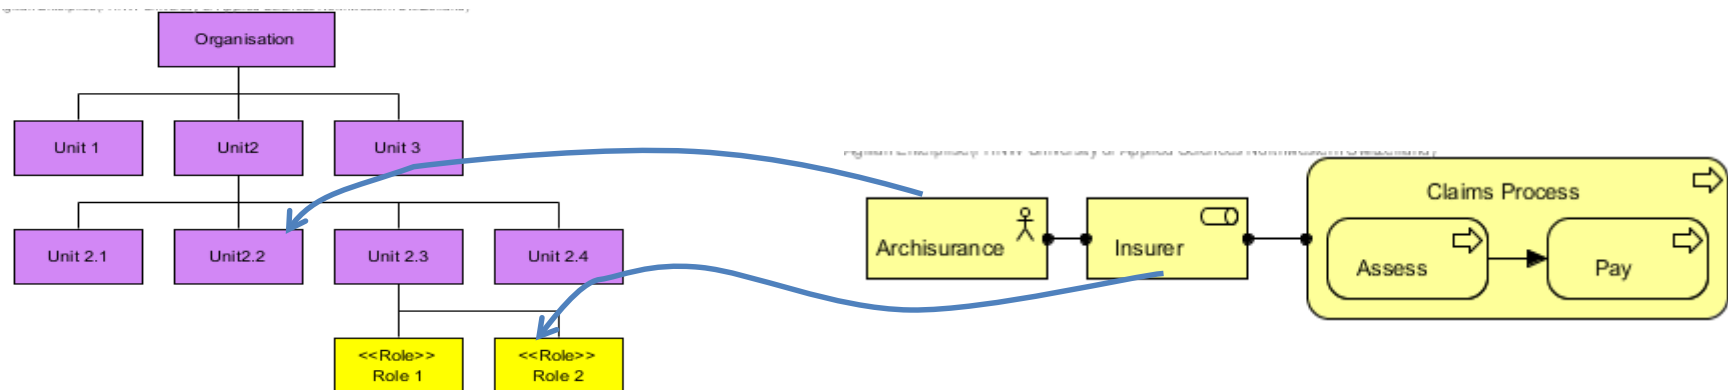 Organisation
Unit 1
Unit2
Unit 3
Unit 2.1
Unit2.2
Unit 2.3
Unit 2.4
<<Role>>
Role 1
<<Role>>
Role 2
Archisurance
Insurer
Claims Process
Assess
Pay